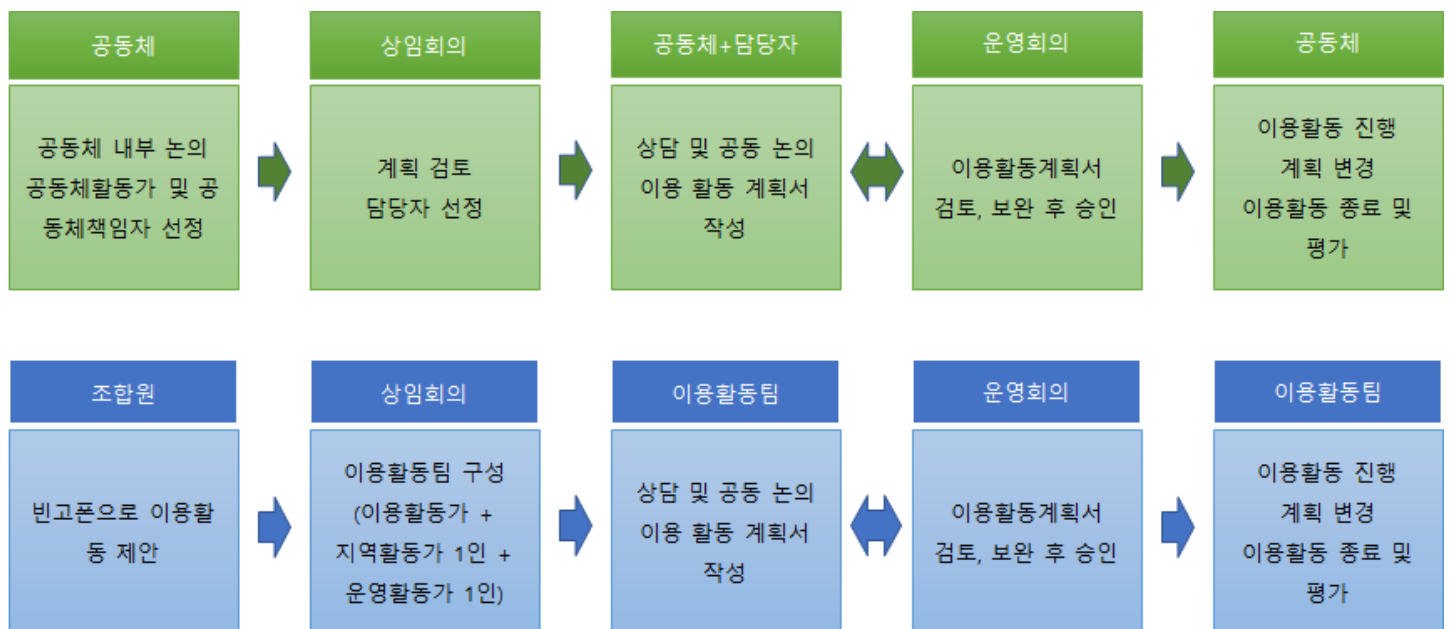 공동체
공동체 내부 논의
공동체활동가 및 공
동체책임자 선정
상임회의
계획 검토
담당자 선정
공동체+담당자
상담 및 공동 논의
이용 활동 계획서
작성
운영회의
이용활동계획서
검토, 보완 후 승인
공동체
이용활동 진행
계획 변경
이용활동 종료 및
평가
조합원
빈고폰으로 이용활
동 제안
상임회의
이용활동팀 구성
(이용활동가 +
지역활동가 1인 +
운영활동가 1인)
이용활동팀
상담 및 공동 논의
이용 활동 계획서
작성
운영회의
이용활동계획서
검토, 보완 후 승인
이용활동팀
이용활동 진행
계획 변경
이용활동 종료 및
평가